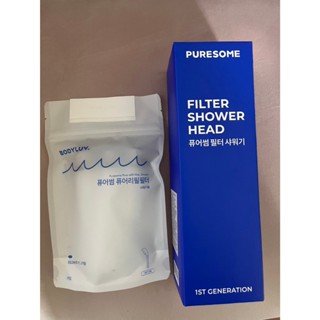 BODYLUV
퓨어썸 퓨어리필필터
PURESOME
FILTER
SHOWER
HEAD
퓨어썸 필터 샤워기
1ST GENERATION